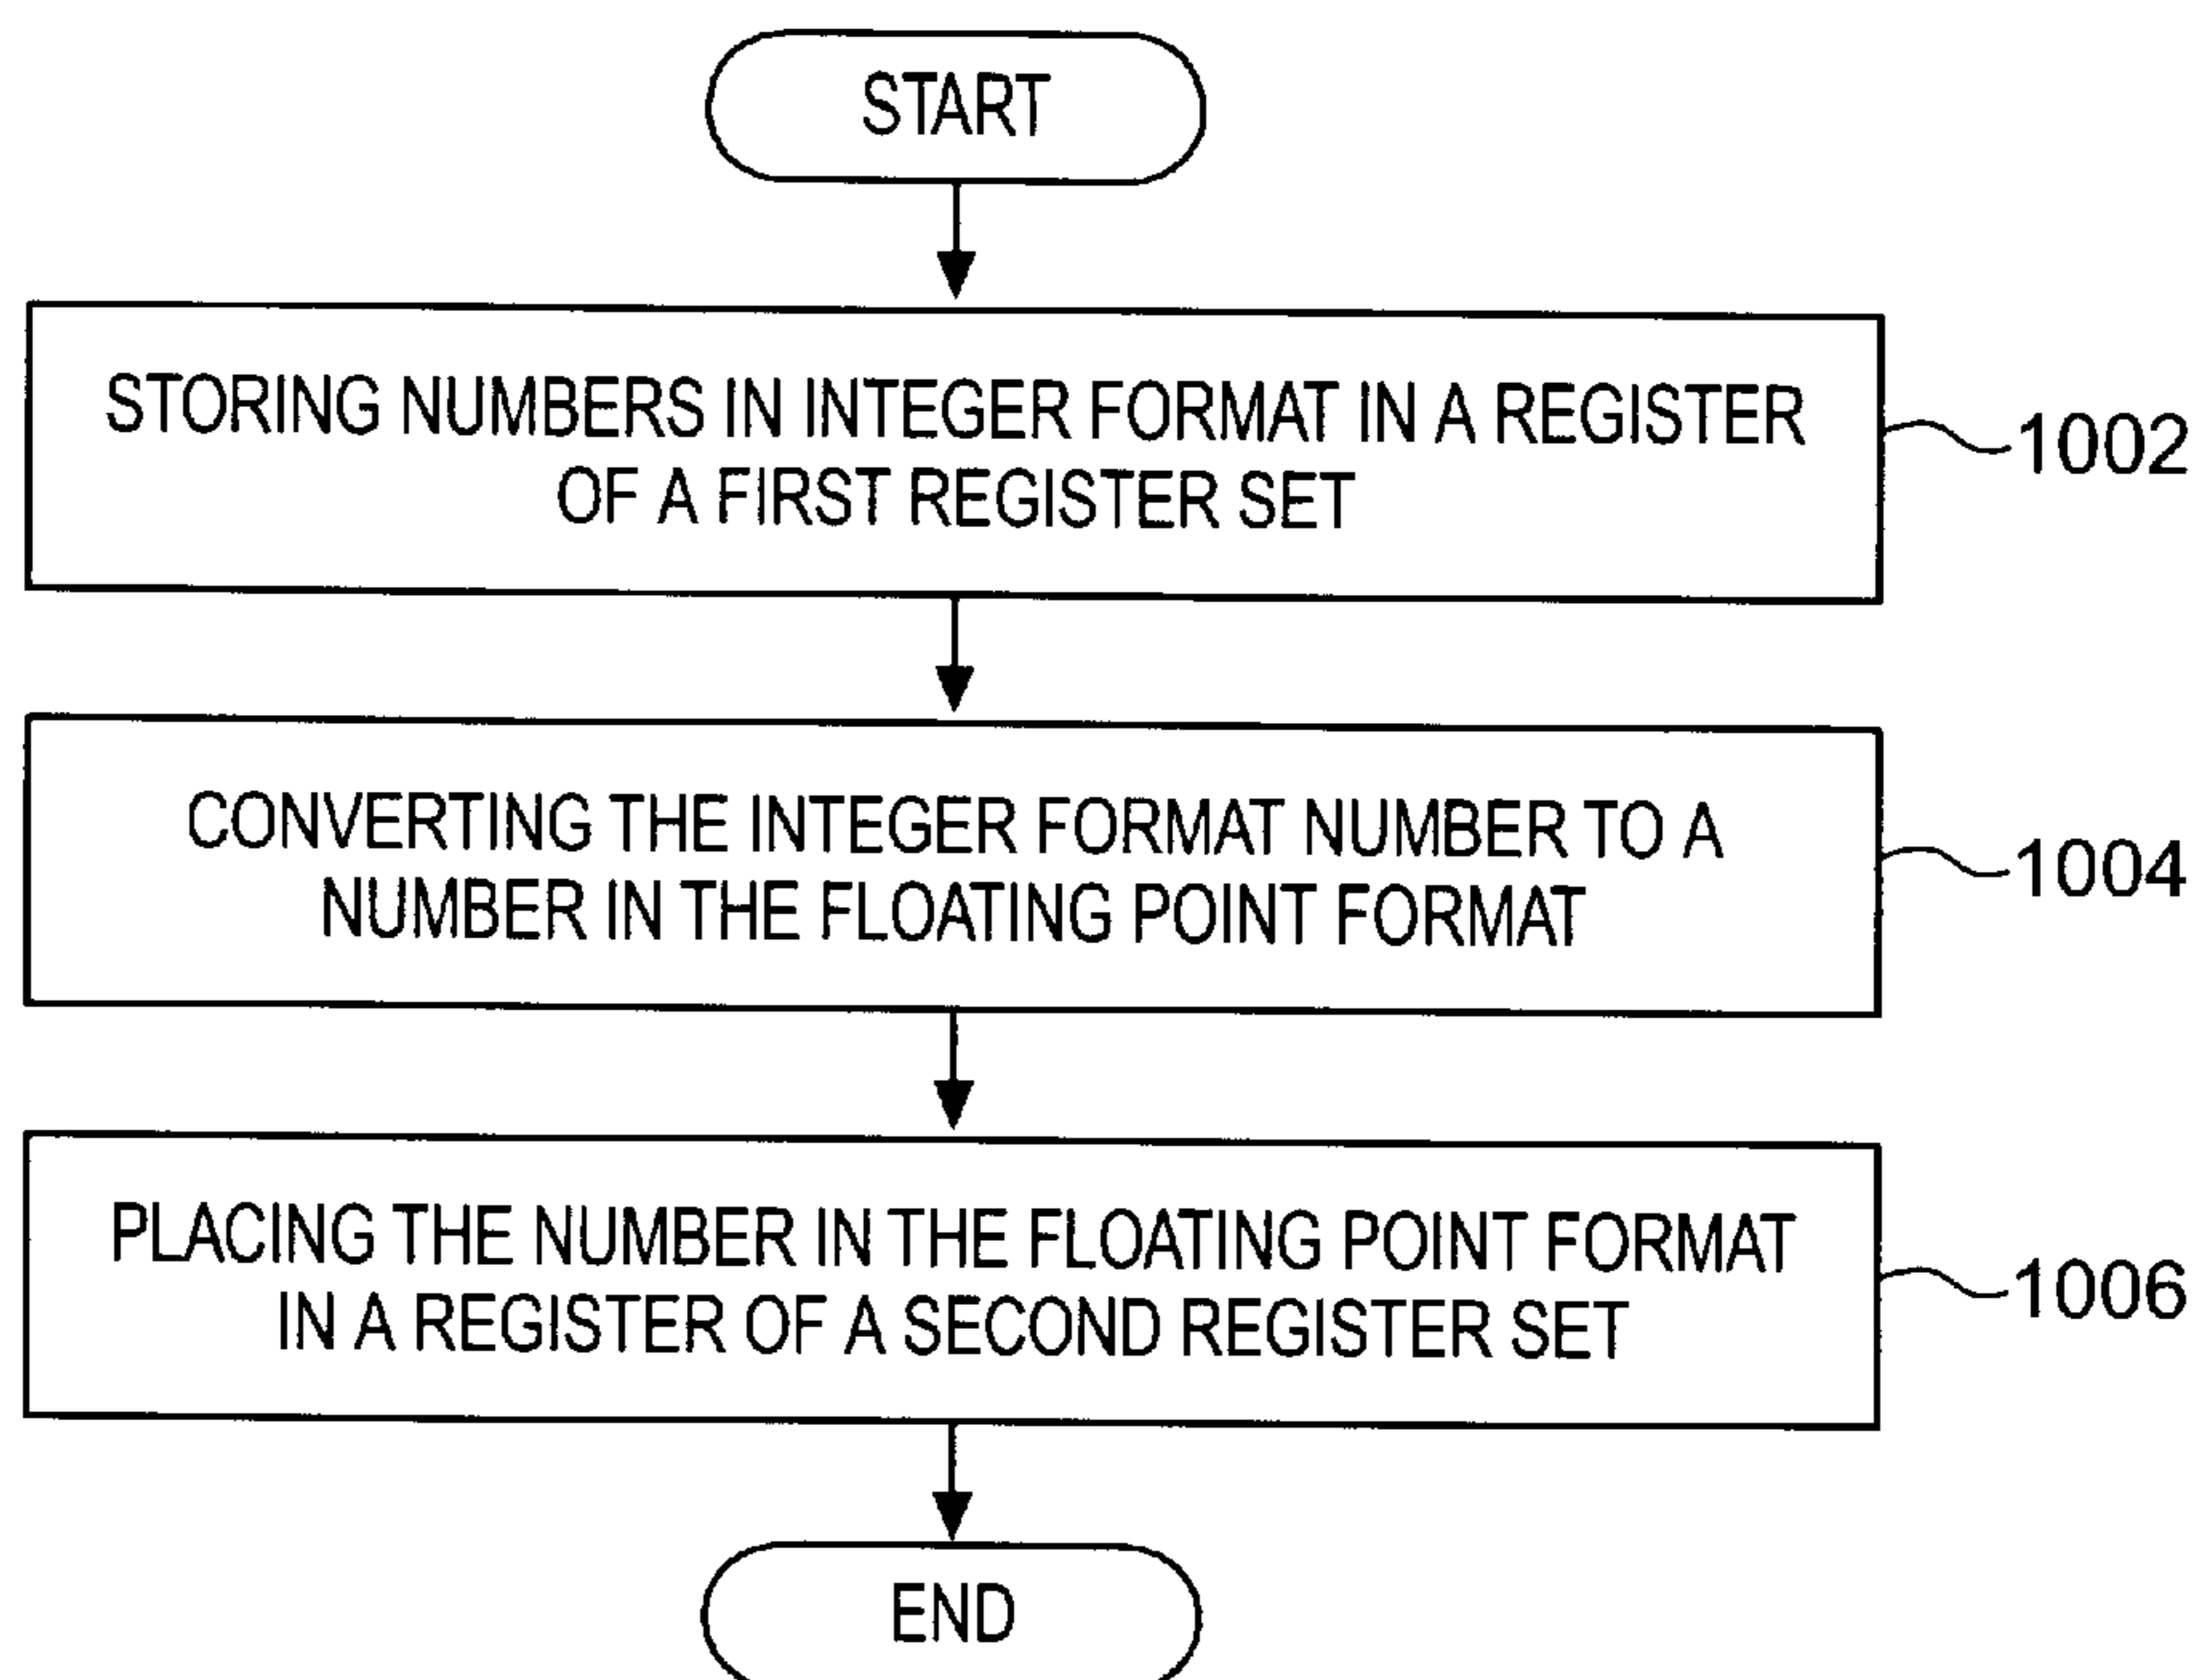 START
STORING NUMBERS IN INTEGER FORMAT IN A REGISTER
OF A FIRST REGISTER SET
1002
CONVERTING THE INTEGER FORMAT NUMBER TO A
NUMBER IN THE FLOATING POINT FORMAT
1004
PLACING THE NUMBER IN THE FLOATING POINT FORMAT
IN A REGISTER OF A SECOND REGISTER SET
1006
END